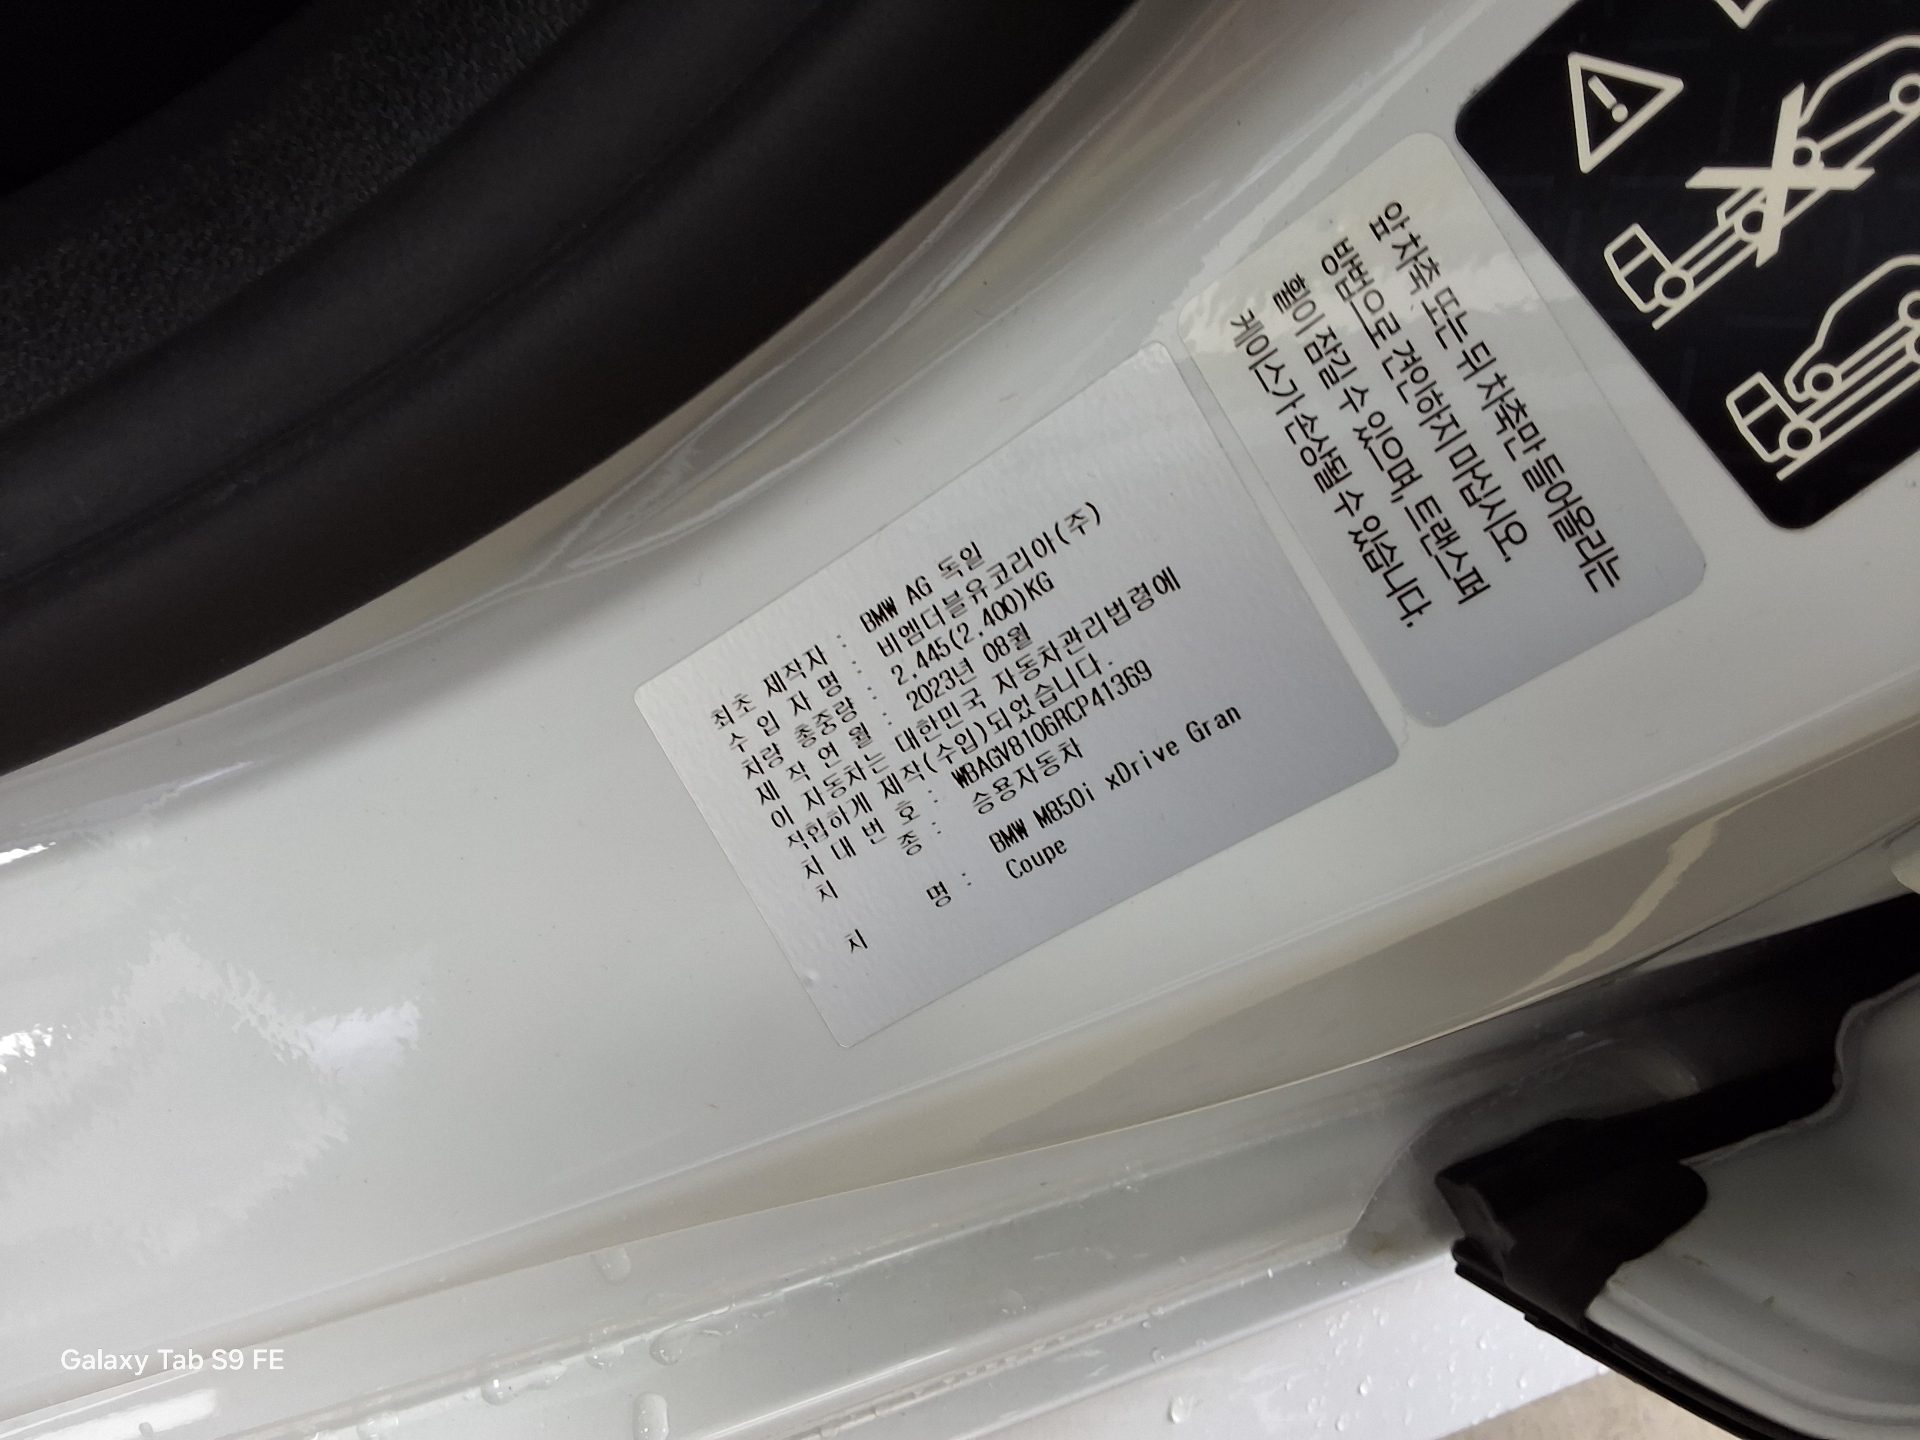 최초 제작자 : BMW AG 독일
수 입 자 명 : 비엠더블유코리아(주)
차량 총중량 : 2,445(2,400)KG
제 작 연 월 : 2023년 08월
이 자동차는 대한민국 자동차관리법령에
적합하게 제작(수입)되었습니다.
차 대 번 호 : WBAGV8106RCP41369
차 종 : 승용자동차
차 명 : BMW M850i xDrive Gran
Coupe
앞 차축 또는 뒤 차축만 들어올리는
방법으로 견인하지 마십시오.
휠이 잠길 수 있으며, 트랜스퍼
케이스가 손상될 수 있습니다.
Galaxy Tab S9 FE